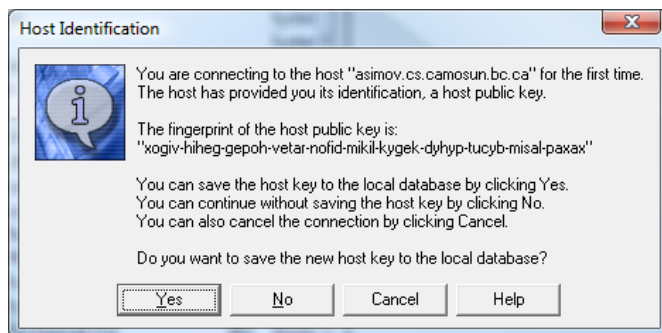 Host Identification
You are connecting to the host "asimov.cs.camosun.bc.ca" for the first time.
The host has provided you its identification, a host public key.
The fingerprint of the host public key is:
"xogiv-hiheg-gepoh-vetar-nofid-mikil-kygek-dyhyp-tucyb-misal-paxax"
You can save the host key to the local database by clicking Yes.
You can continue without saving the host key by clicking No.
You can also cancel the connection by clicking Cancel.
Do you want to save the new host key to the local database?
Yes No Cancel Help